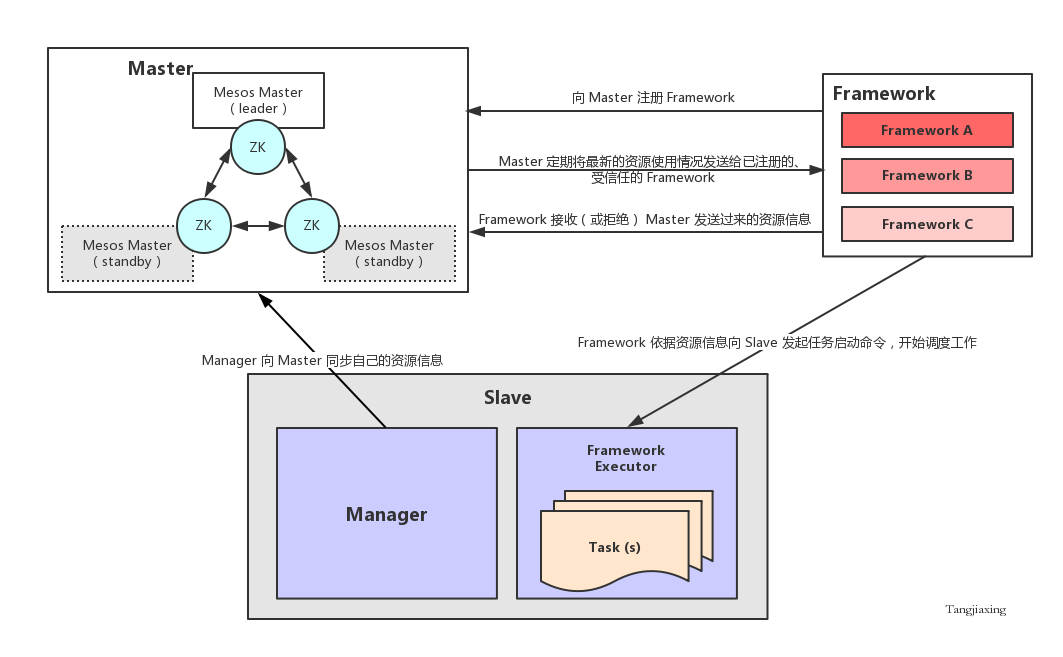 Master
Mesos Master
（ leader ）
ZK
ZK
ZK
Mesos Master
（ standby ）
Mesos Master
（ standby ）
向 Master 注册 Framework
Master 定期将最新的资源使用情况发送给已注册的、
受信任的 Framework
Framework 接收（ 或拒绝 ） Master 发送过来的资源信息
Framework
Framework A
Framework B
Framework C
Manager 向 Master 同步自己的资源信息
Framework 依据资源信息向 Slave 发起任务启动命令，开始调度工作
Slave
Manager
Framework
Executor
Task (s)
Tangjiaxing